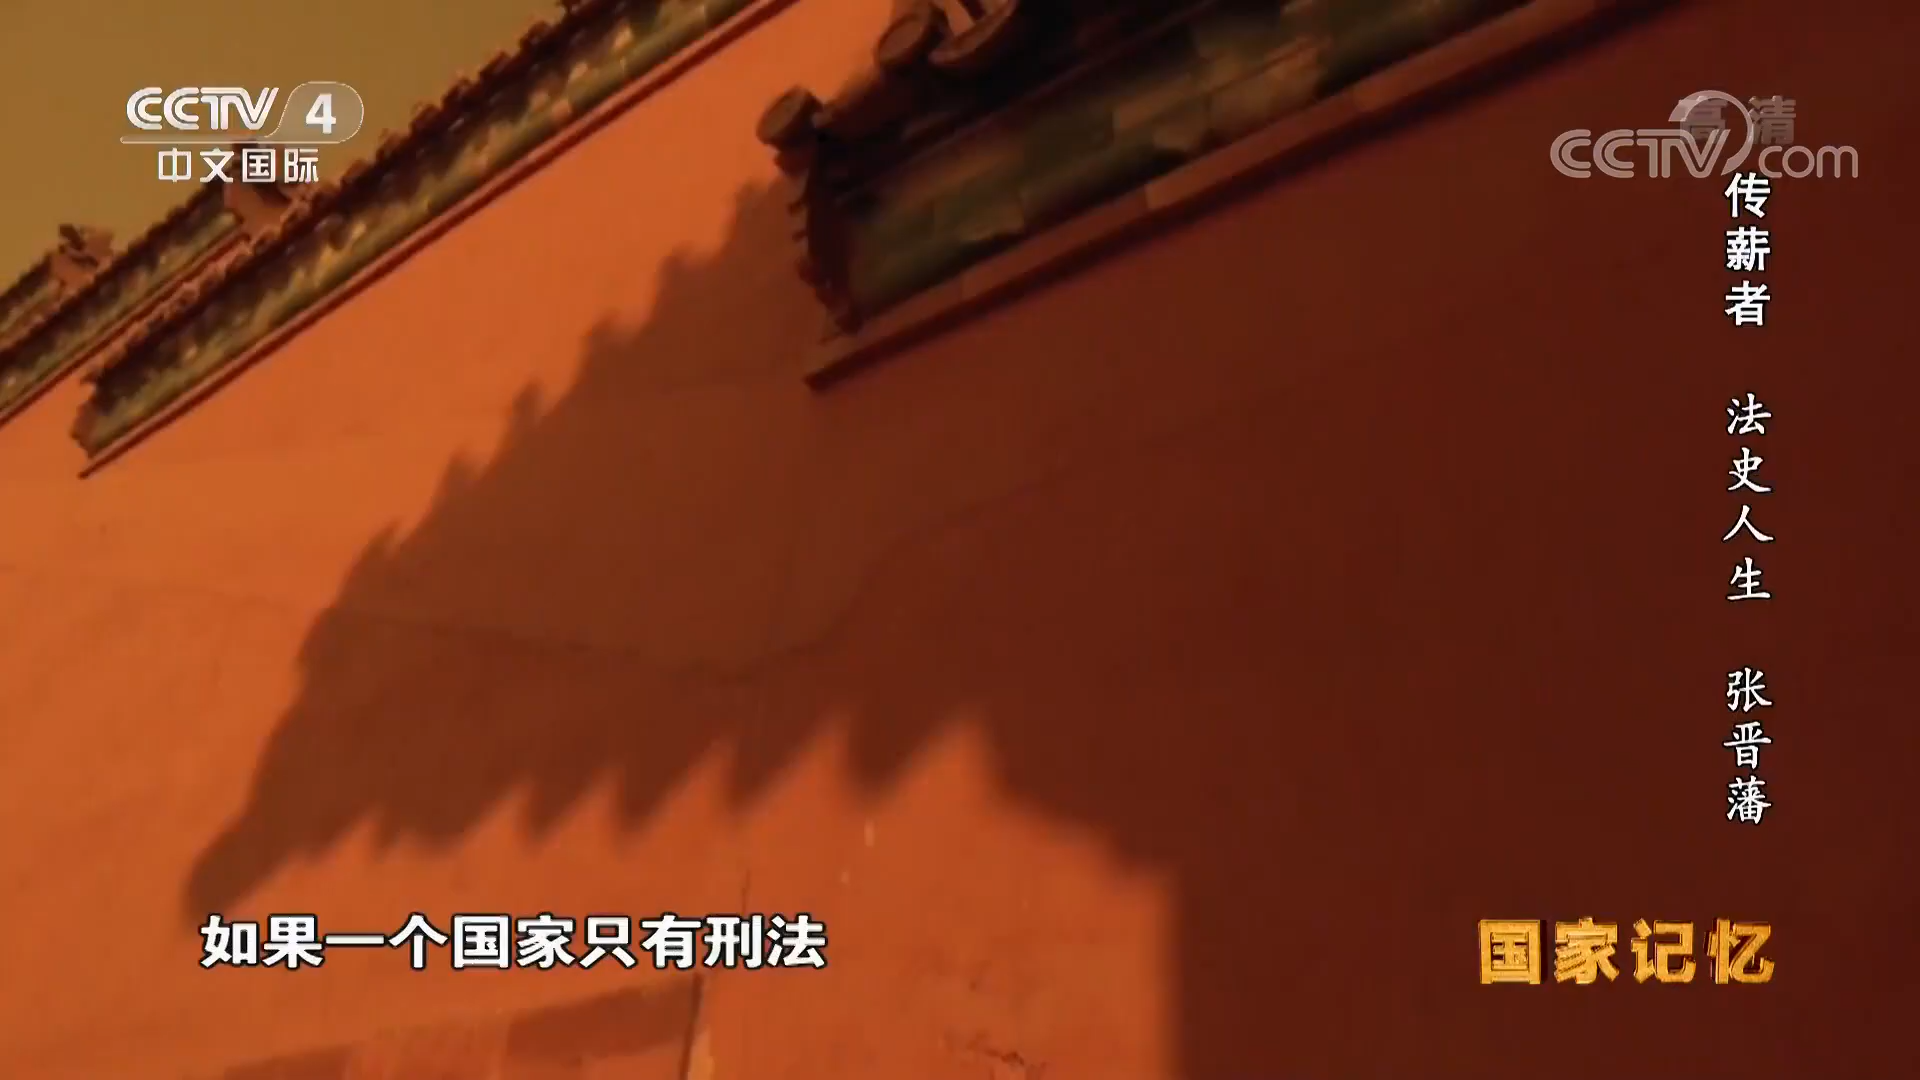 CCTV 4
中文国际
高清
CCTV.com
传薪者 法史人生 张晋藩
如果一个国家只有刑法
国家记忆